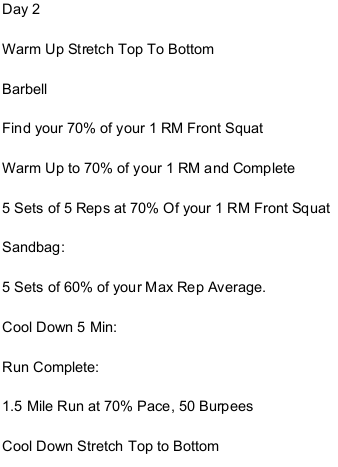 Day 2
Warm Up Stretch Top To Bottom
Barbell
Find your 70% of your 1 RM Front Squat
Warm Up to 70% of your 1 RM and Complete
5 Sets of 5 Reps at 70% Of your 1 RM Front Squat
Sandbag:
5 Sets of 60% of your Max Rep Average.
Cool Down 5 Min:
Run Complete:
1.5 Mile Run at 70% Pace, 50 Burpees
Cool Down Stretch Top to Bottom